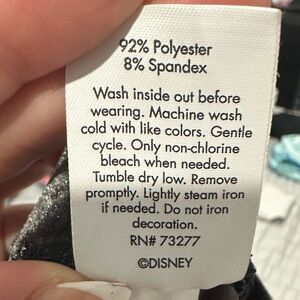 92% Polyester
8% Spandex
Wash inside out before
wearing. Machine wash
cold with like colors. Gentle
cycle. Only non-chlorine
bleach when needed.
Tumble dry low. Remove
promptly. Lightly steam iron
if needed. Do not iron
decoration.
RN# 73277
©DISNEY